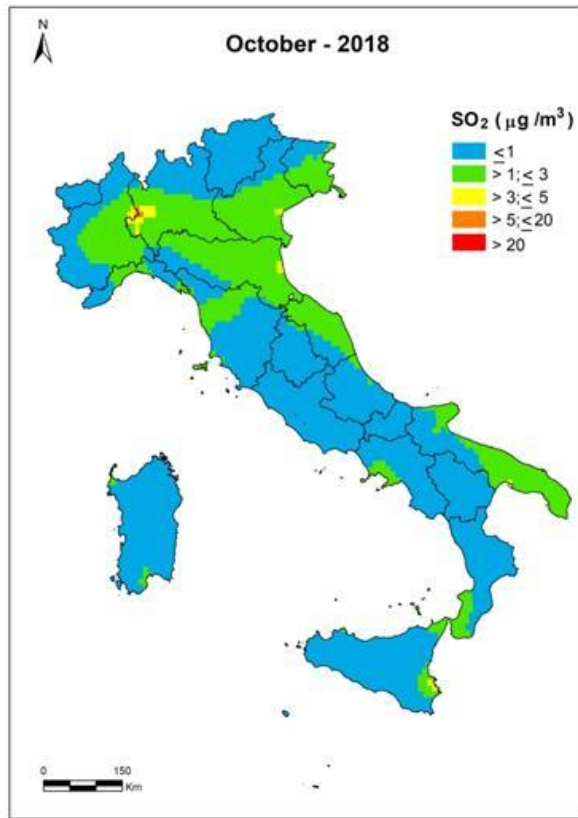 N
October - 2018
SO₂ ( µg /m³)
≤1
> 1;≤ 3
> 3;≤ 5
> 5;≤20
> 20
0 150
Km